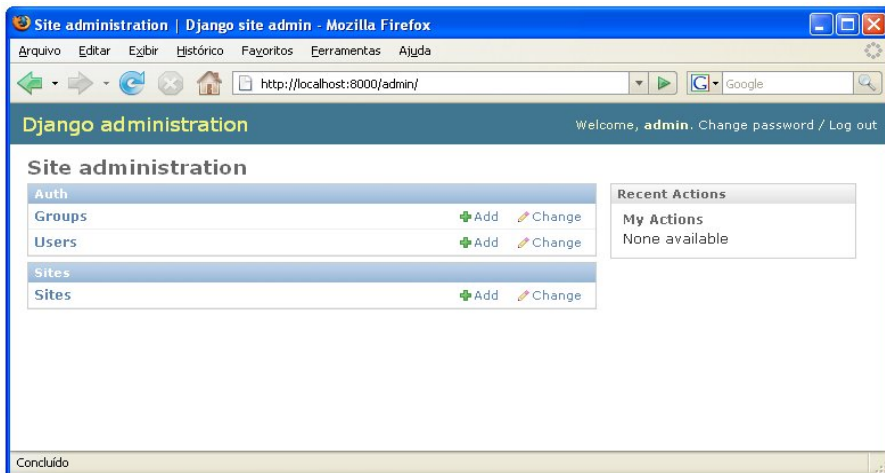 Site administration | Django site admin - Mozilla Firefox
Arquivo Editar Exibir Histórico Favoritos Ferramentas Ajuda
http://localhost:8000/admin/ G Google
Django administration Welcome, admin. Change password / Log out
Site administration
Auth
Groups Add Change
Users Add Change
Sites
Sites Add Change
Recent Actions
My Actions
None available
Concluído